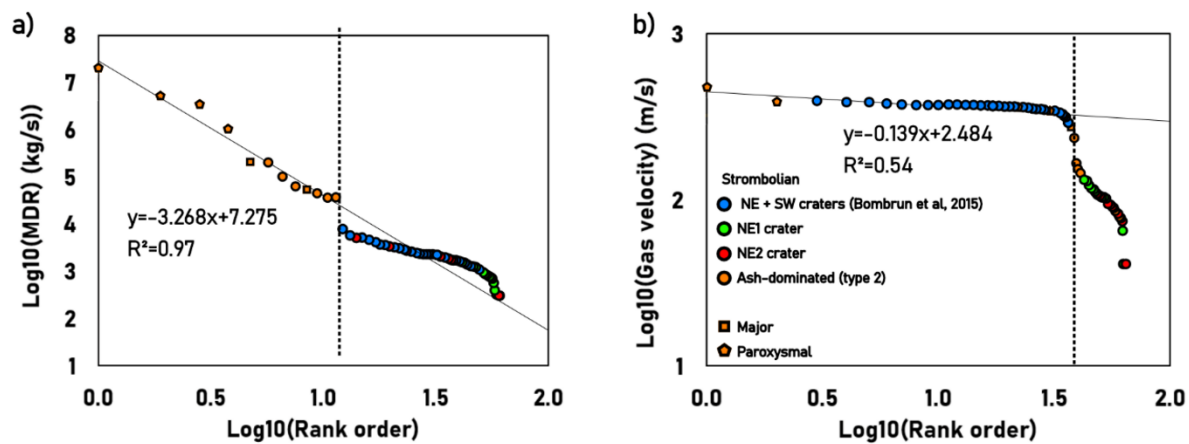 a)
8
7
6
5
4
3
2
1
Log10(MDR) (kg/s))
y=-3.268x+7.275
R²=0.97
0.0 0.5 1.0 1.5 2.0
Log10(Rank order)
b)
3
2
1
Log10(Gas velocity) (m/s)
y=-0.139x+2.484
R²=0.54
Strombolian
NE + SW craters (Bombrun et al, 2015)
NE1 crater
NE2 crater
Ash-dominated (type 2)
Major
Paroxysmal
0.0 0.5 1.0 1.5 2.0
Log10(Rank order)